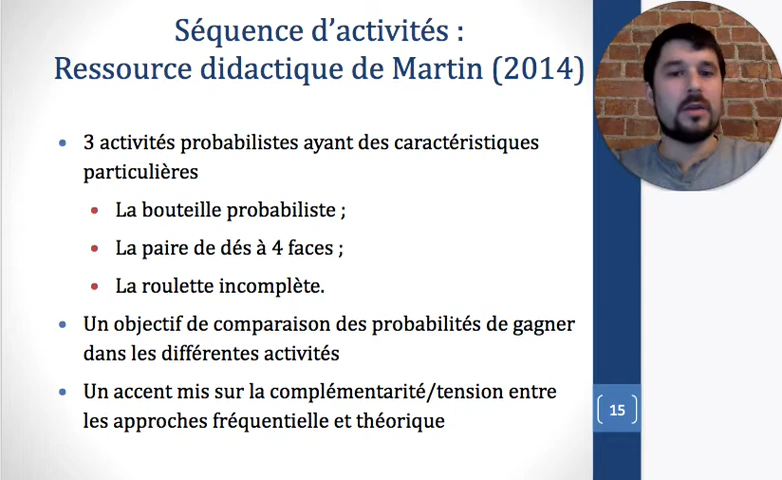 Séquence d’activités :
Ressource didactique de Martin (2014)
3 activités probabilistes ayant des caractéristiques
particulières
La bouteille probabiliste ;
La paire de dés à 4 faces ;
La roulette incomplète.
Un objectif de comparaison des probabilités de gagner
dans les différentes activités
Un accent mis sur la complémentarité/tension entre
les approches fréquentielle et théorique
15